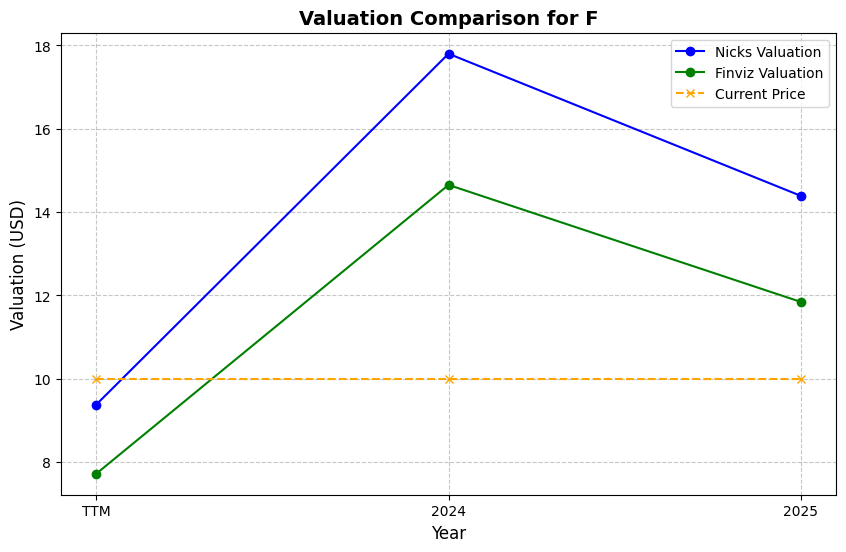 Valuation Comparison for F
Nicks Valuation
Finviz Valuation
Current Price
Valuation (USD)
18
16
14
12
10
8
TTM
2024
2025
Year